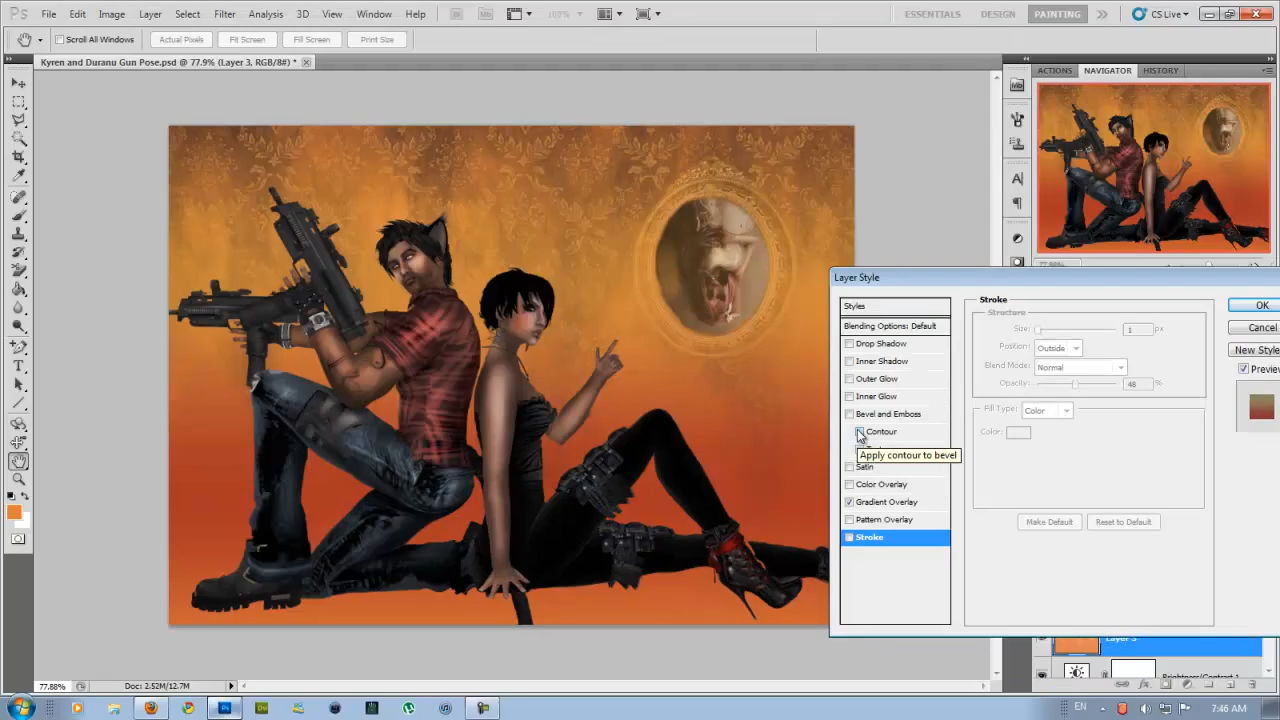 Ps File Edit Image Layer Select Filter Analysis 3D View Window Help 100% ESSENTIALS DESIGN PAINTING CS Live
Scroll All Windows Actual Pixels Fit Screen Fill Screen Print Size
Kyren and Duranu Gun Pose.psd @ 77.9% (Layer 3, RGB/8#) *
ACTIONS NAVIGATOR HISTORY
Mb
77.88%
Layer Style
Styles
Blending Options: Default
Drop Shadow
Inner Shadow
Outer Glow
Inner Glow
Bevel and Emboss
Contour
Apply contour to bevel
Satin
Color Overlay
Gradient Overlay
Pattern Overlay
Stroke
Stroke
Structure
Size: 1 px
Position: Outside
Blend Mode: Normal
Opacity: 48 %
Fill Type: Color
Color:
Make Default Reset to Default
OK
Cancel
New Style
Preview
Layer 3
Brightness/Contrast 1
77.88% Doc: 2.52M/12.7M
EN 7:46 AM